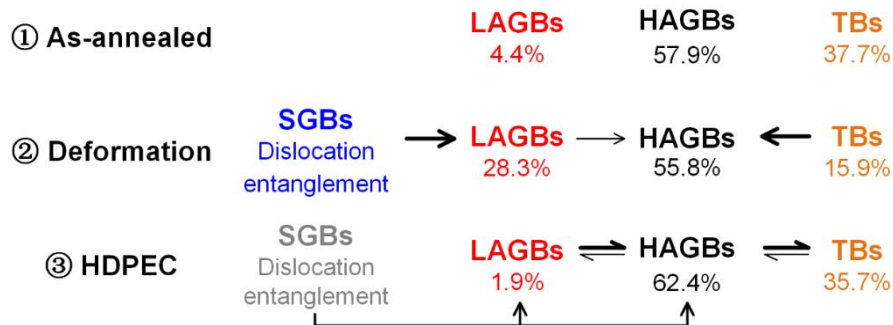 ① As-annealed LAGBs HAGBs TBs
4.4% 57.9% 37.7%
② Deformation SGBs LAGBs HAGBs TBs
Dislocation 28.3% 55.8% 15.9%
entanglement
③ HDPEC SGBs LAGBs HAGBs TBs
Dislocation 1.9% 62.4% 35.7%
entanglement